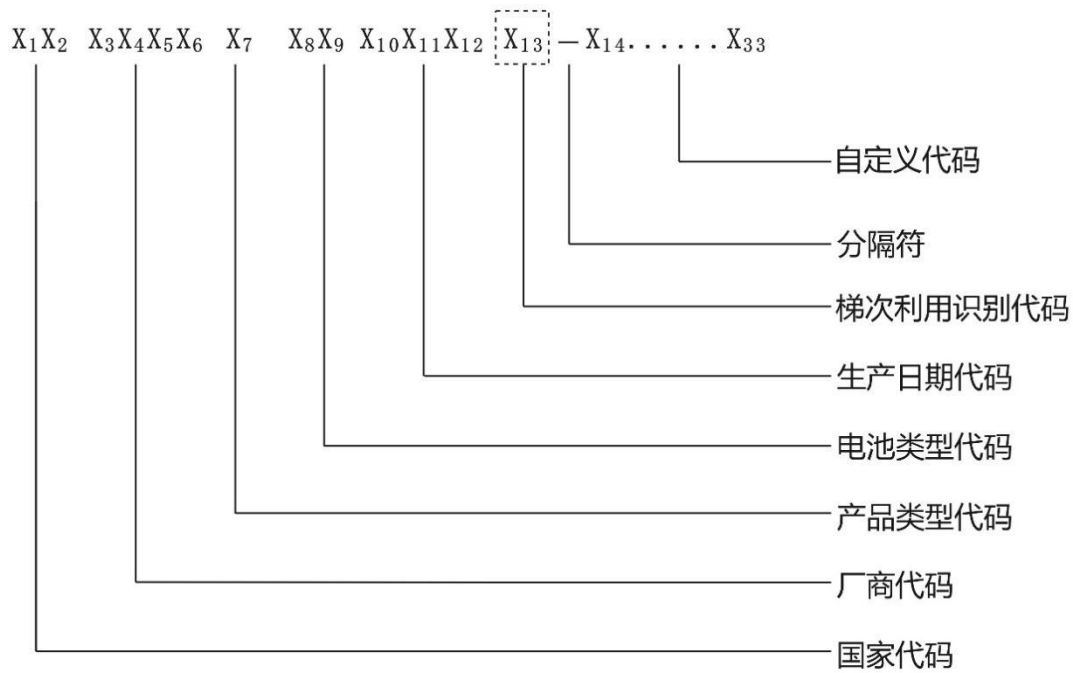 X₁X₂ X₃X₄X₅X₆ X₇ X₈X₉ X₁₀X₁₁X₁₂ X₁₃ — X₁₄......X₃₃
自定义代码
分隔符
梯次利用识别代码
生产日期代码
电池类型代码
产品类型代码
厂商代码
国家代码